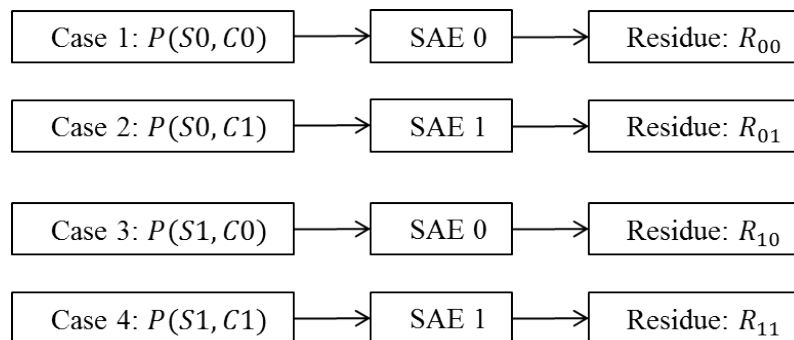 Case 1: P(S0, C0) SAE 0 Residue: R₀₀
Case 2: P(S0, C1) SAE 1 Residue: R₀₁
Case 3: P(S1, C0) SAE 0 Residue: R₁₀
Case 4: P(S1, C1) SAE 1 Residue: R₁₁